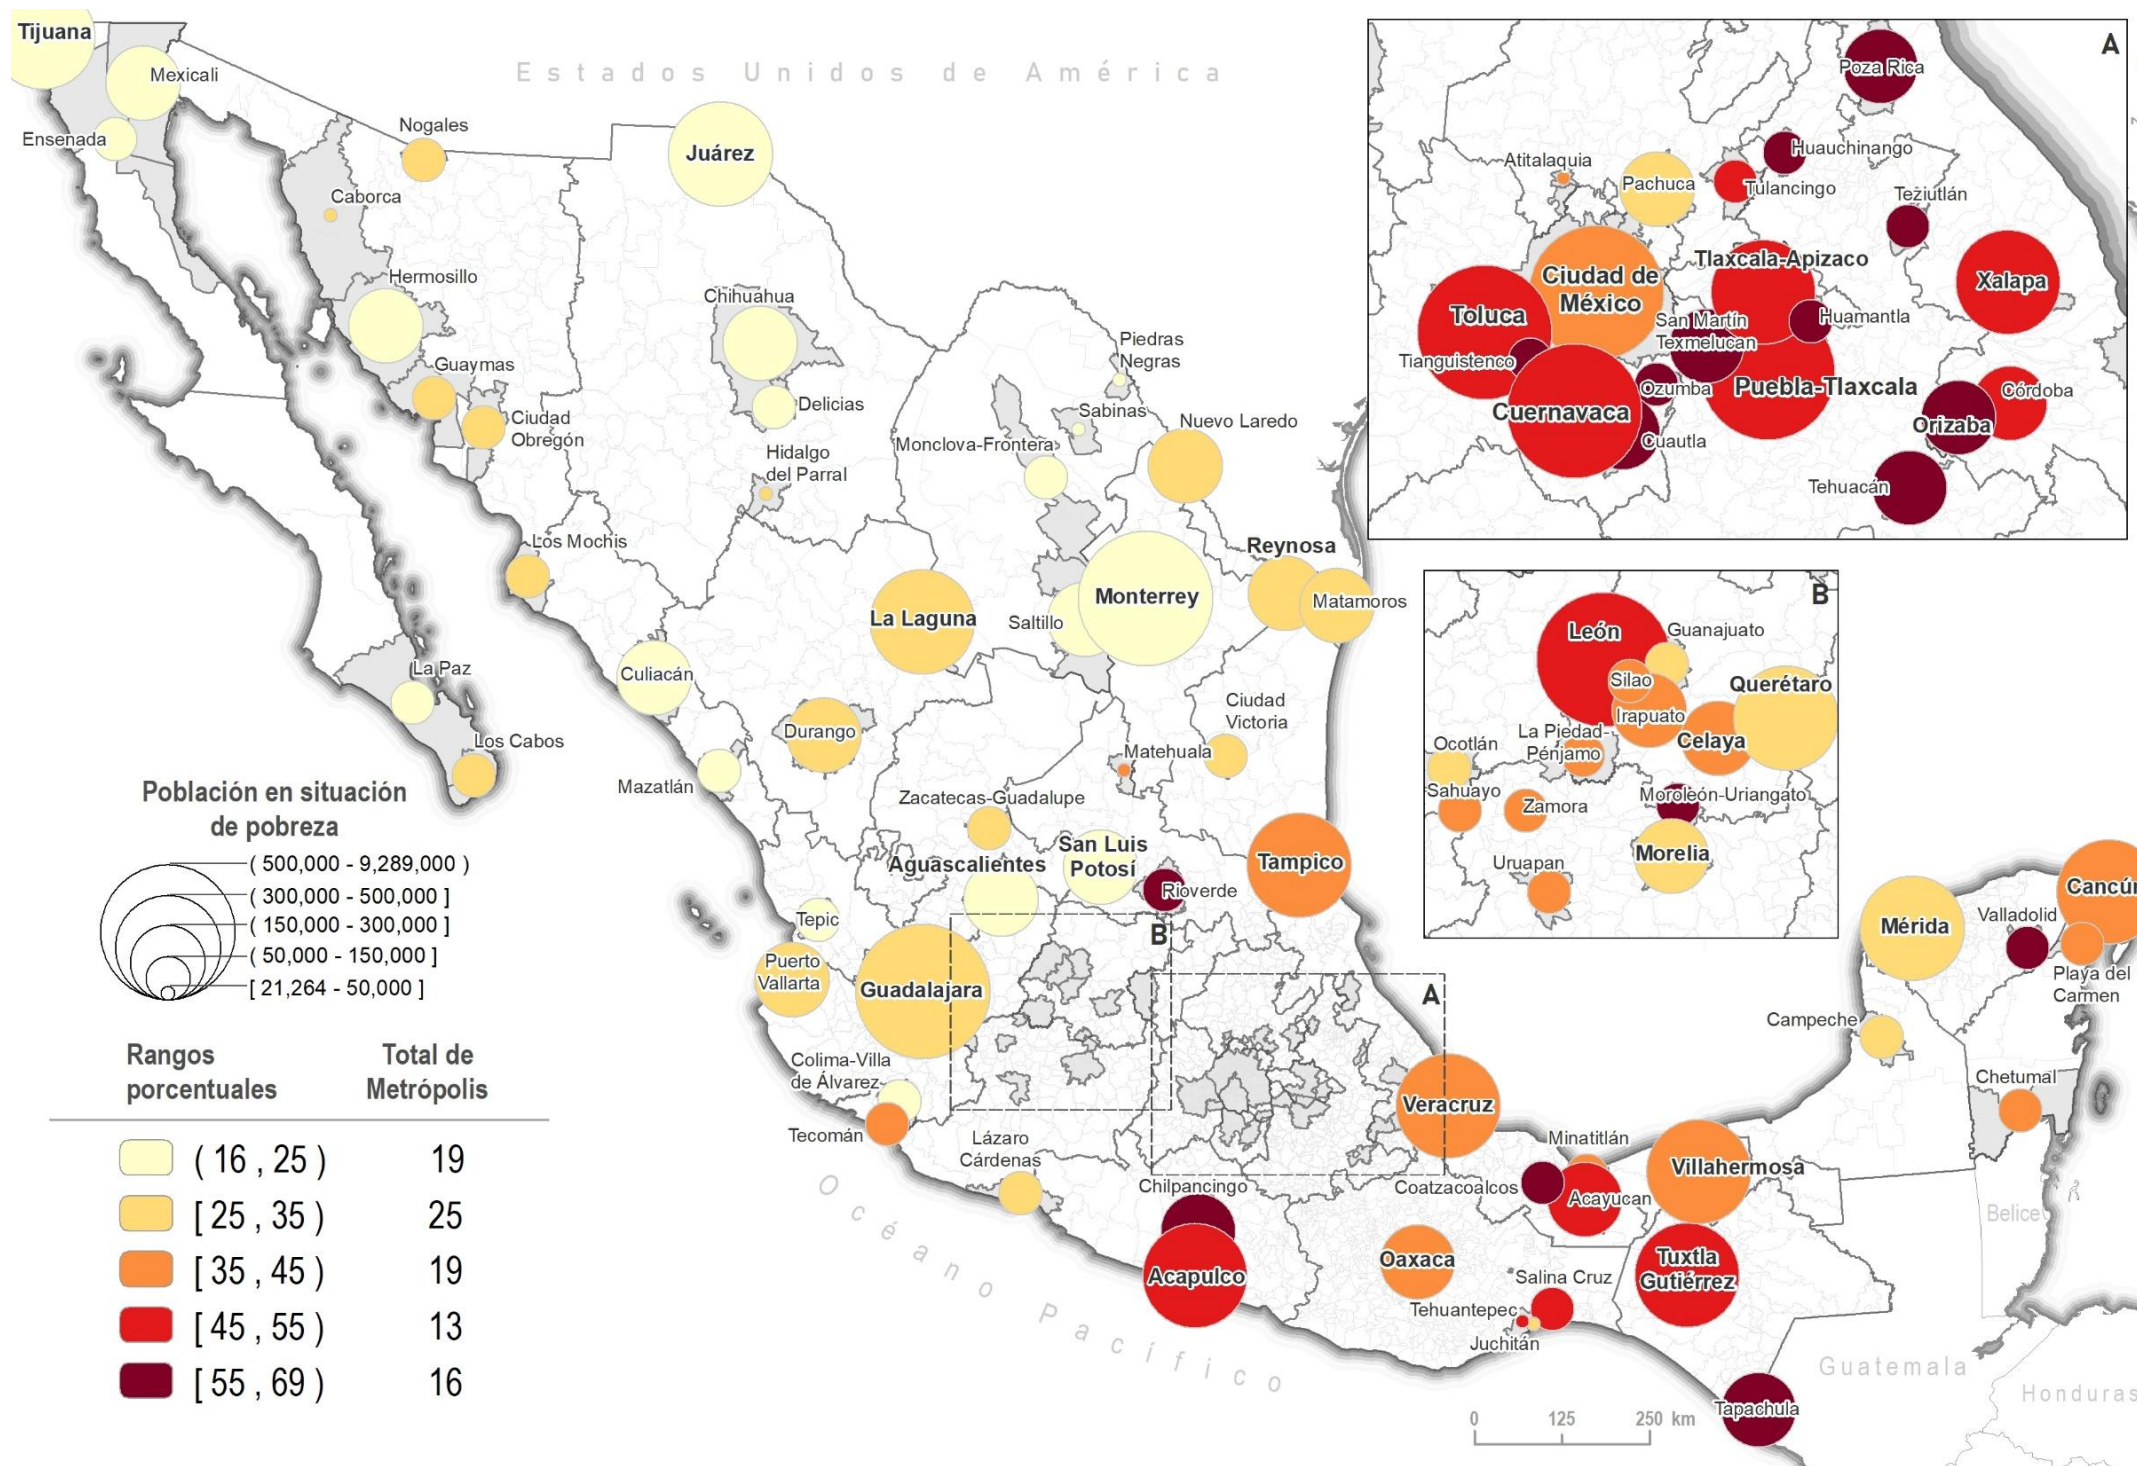 Estados Unidos de América
Tijuana
Mexicali
Ensenada
Nogales
Caborca
Juárez
Hermosillo
Chihuahua
Guaymas
Delicias
Ciudad
Obregón
Hidalgo
del Parral
Piedras
Negras
Sabinas
Monclova-Frontera
Nuevo Laredo
Los Mochis
Reynosa
Monterrey
Matamoros
La Laguna
Saltillo
Culiacán
La Paz
Los Cabos
Durango
Ciudad
Victoria
Matehuala
Mazatlán
Zacatecas-Guadalupe
Aguascalientes
San Luis
Potosí
Tampico
Rioverde
Tepic
Puerto
Vallarta
Guadalajara
B
A
Colima-Villa
de Álvarez
Tecomán
Lázaro
Cárdenas
Veracruz
Chilpancingo
Acapulco
Minatitlán
Coatzacoalcos
Acayucan
Villahermosa
Oaxaca
Salina Cruz
Tehuantepec
Juchitán
Tuxtla
Gutiérrez
Tapachula
Cancún
Mérida
Valladolid
Playa del
Carmen
Campeche
Chetumal
Belice
Guatemala
Honduras
Océano Pacífico
0 125 250 km
A
Poza Rica
Huauchinango
Atitalaquia
Pachuca
Tulancingo
Teziutlán
Tlaxcala-Apizaco
Ciudad de
México
Xalapa
Toluca
San Martín
Texmelucan
Huamantla
Tianguistenco
Ozumba
Puebla-Tlaxcala
Córdoba
Cuernavaca
Orizaba
Cuautla
Tehuacán
B
León
Guanajuato
Silao
Querétaro
Irapuato
La Piedad-
Pénjamo
Celaya
Ocotlán
Sahuayo
Zamora
Moroleón-Uriangato
Morelia
Uruapan
Población en situación
de pobreza
( 500,000 - 9,289,000 )
( 300,000 - 500,000 ]
( 150,000 - 300,000 ]
( 50,000 - 150,000 ]
[ 21,264 - 50,000 ]
Rangos
porcentuales
Total de
Metrópolis
( 16 , 25 ) 19
[ 25 , 35 ) 25
[ 35 , 45 ) 19
[ 45 , 55 ) 13
[ 55 , 69 ) 16